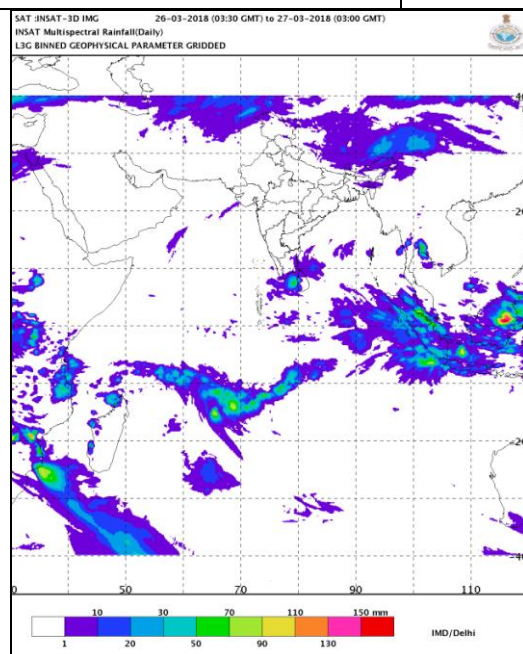 SAT :INSAT-3D IMG 26-03-2018 (03:30 GMT) to 27-03-2018 (03:00 GMT)
INSAT Multispectral Rainfall(Daily)
L3G BINNED GEOPHYSICAL PARAMETER GRIDDED
40
20
0
-20
-40
50 70 90 110
10 30 70 110 150 mm
1 20 50 90 130
IMD/Delhi